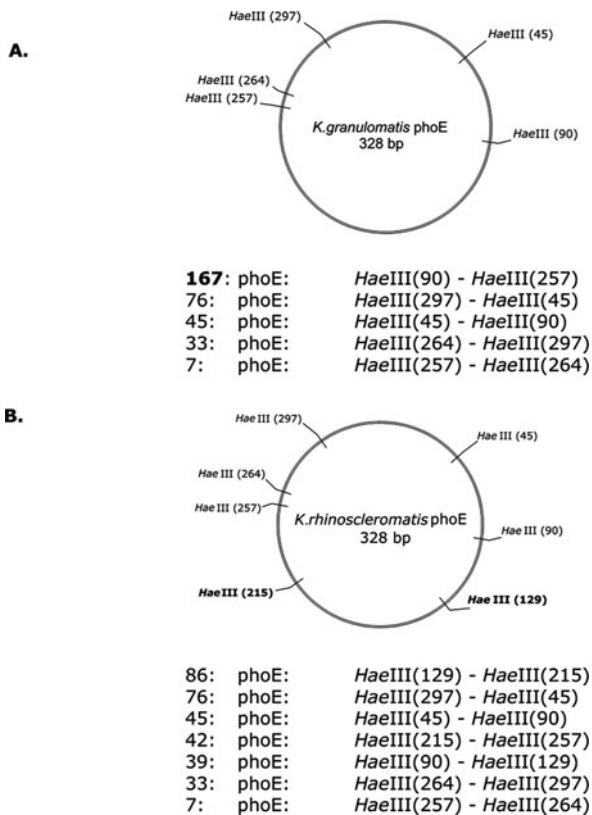 A.
HaeIII (297)
HaeIII (45)
HaeIII (264)
HaeIII (257)
K.granulomatis phoE
328 bp
HaeIII (90)
167: phoE: HaeIII(90) - HaeIII(257)
76: phoE: HaeIII(297) - HaeIII(45)
45: phoE: HaeIII(45) - HaeIII(90)
33: phoE: HaeIII(264) - HaeIII(297)
7: phoE: HaeIII(257) - HaeIII(264)
B.
Hae III (297)
Hae III (45)
Hae III (264)
Hae III (257)
K.rhinoscleromatis phoE
328 bp
Hae III (90)
Hae III (215)
Hae III (129)
86: phoE: HaeIII(129) - HaeIII(215)
76: phoE: HaeIII(297) - HaeIII(45)
45: phoE: HaeIII(45) - HaeIII(90)
42: phoE: HaeIII(215) - HaeIII(257)
39: phoE: HaeIII(90) - HaeIII(129)
33: phoE: HaeIII(264) - HaeIII(297)
7: phoE: HaeIII(257) - HaeIII(264)